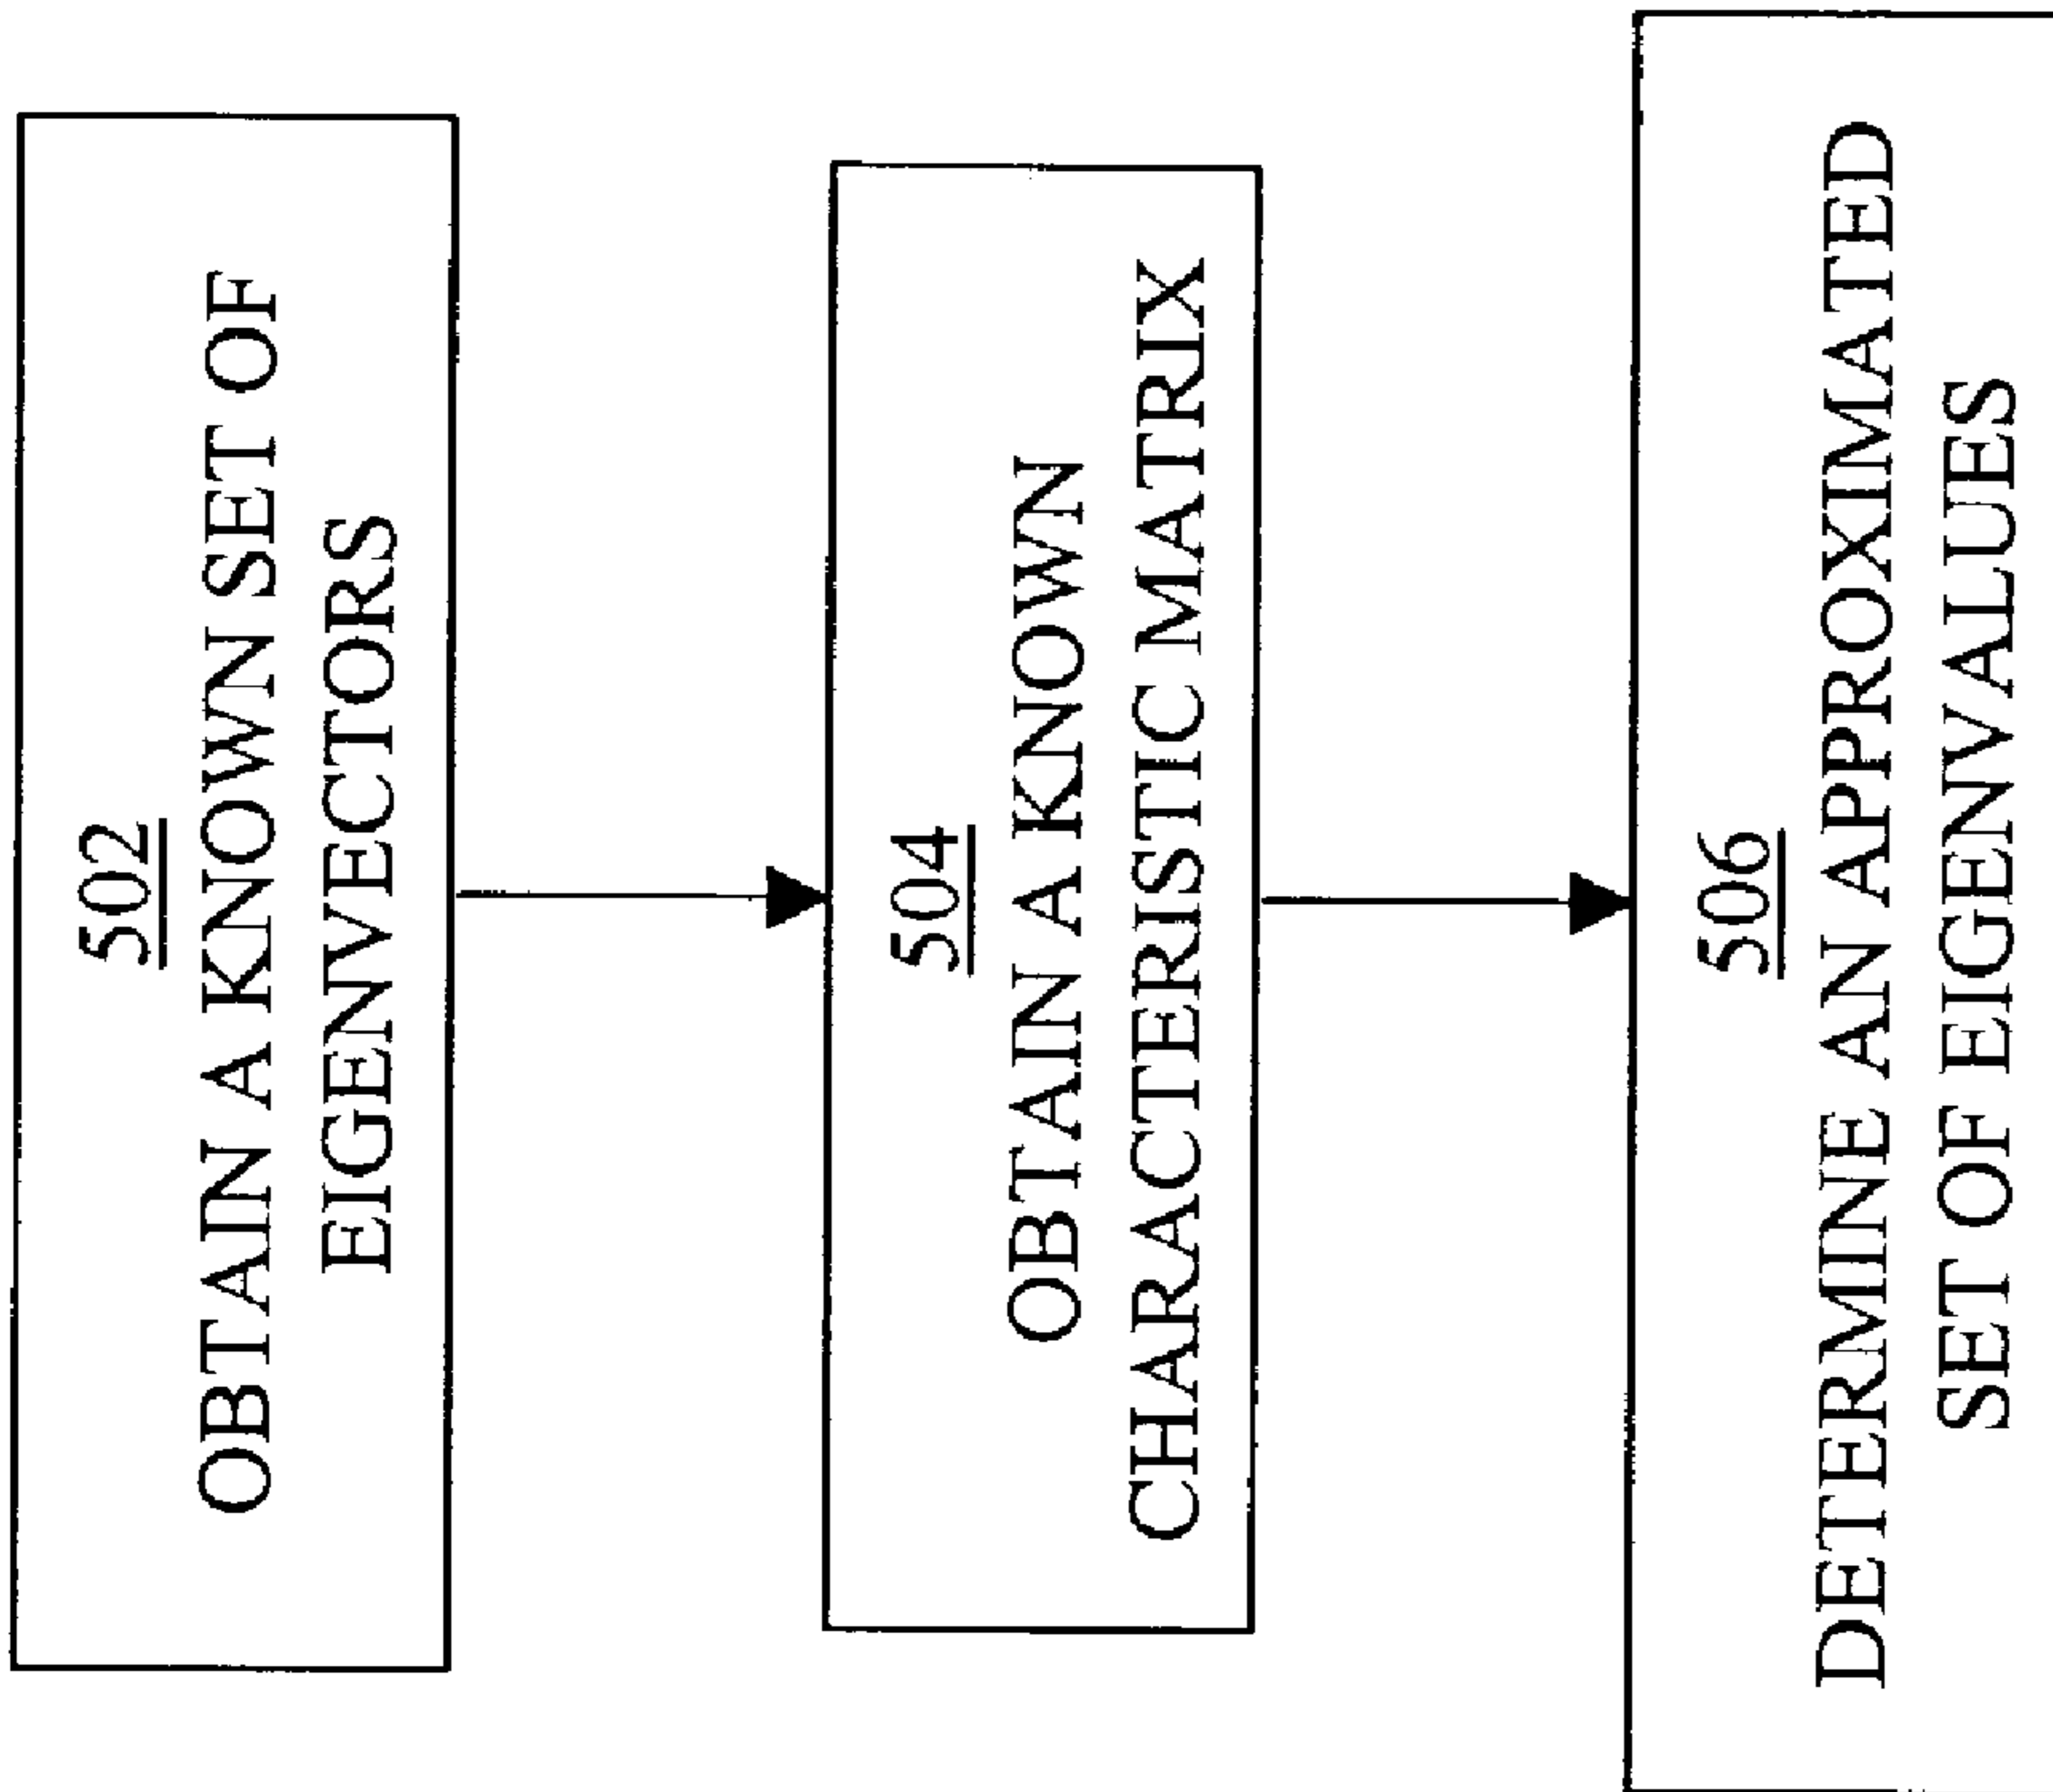 502
OBTAIN A KNOWN SET OF
EIGENVECTORS
504
OBTAIN A KNOWN
CHARACTERISTIC MATRIX
506
DETERMINE AN APPROXIMATED
SET OF EIGENVALUES